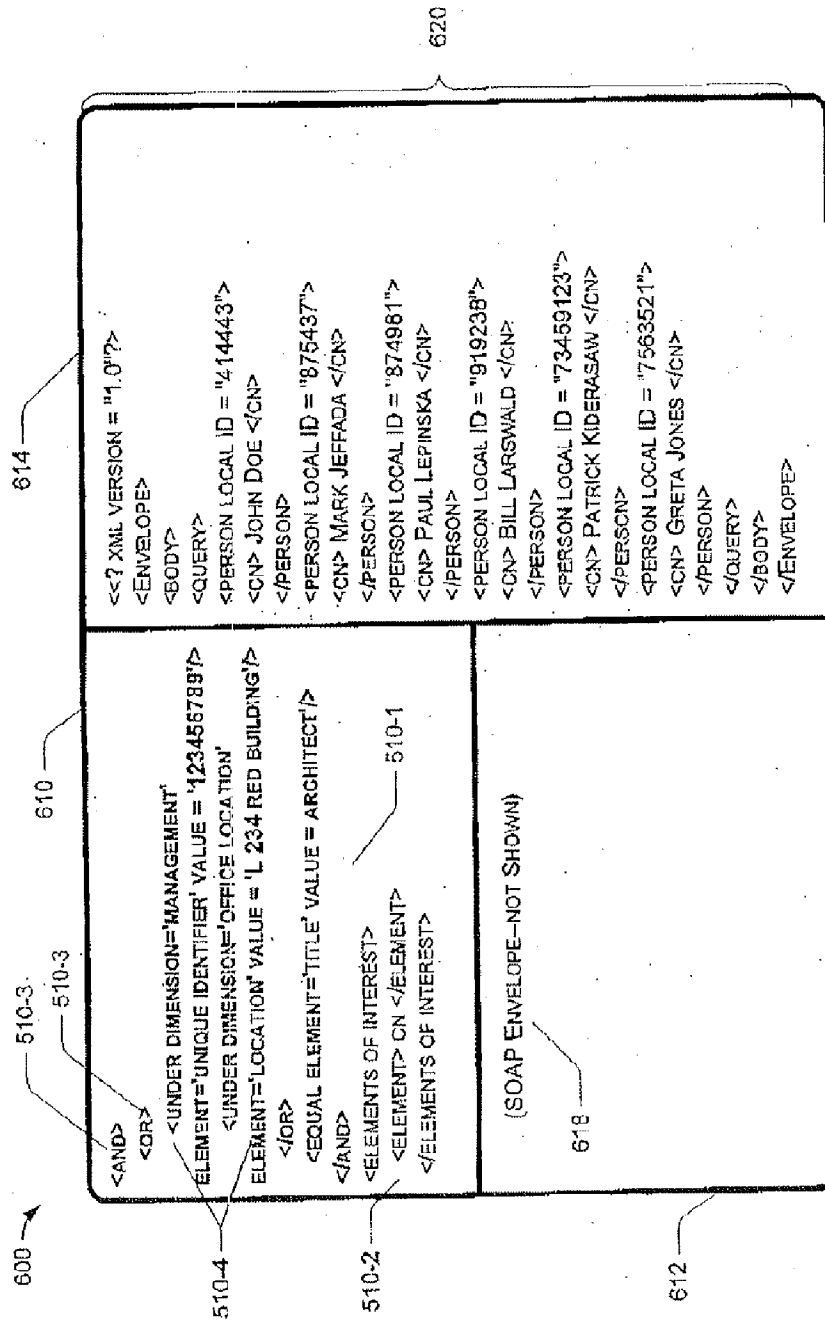 600
610
614
510-3
510-3
<AND>
<OR>
<UNDER DIMENSION='MANAGEMENT'
ELEMENT='UNIQUE IDENTIFIER' VALUE = '123456789'/>
<UNDER DIMENSION='OFFICE LOCATION'
ELEMENT='LOCATION' VALUE = 'L 234 RED BUILDING'/>
</OR>
<EQUAL ELEMENT='TITLE' VALUE = ARCHITECT'/>
</AND>
<ELEMENTS OF INTEREST>
<ELEMENT> CN </ELEMENT>
</ELEMENTS OF INTEREST>
510-4
510-2
510-1
(SOAP ENVELOPE–NOT SHOWN)
618
612
<<? XML VERSION = "1.0"?>
<ENVELOPE>
<BODY>
<QUERY>
<PERSON LOCAL ID = "414443">
<CN> JOHN DOE </CN>
</PERSON>
<PERSON LOCAL ID = "875437">
<CN> MARK JEFFADA </CN>
</PERSON>
<PERSON LOCAL ID = "874981">
<CN> PAUL LEPINSKA </CN>
</PERSON>
<PERSON LOCAL ID = "919238">
<CN> BILL LARSWALD </CN>
</PERSON>
<PERSON LOCAL ID = "73459123">
<CN> PATRICK KIDERASAW </CN>
</PERSON>
<PERSON LOCAL ID = "7563521">
<CN> GRETA JONES </CN>
</PERSON>
</QUERY>
</BODY>
</ENVELOPE>
620